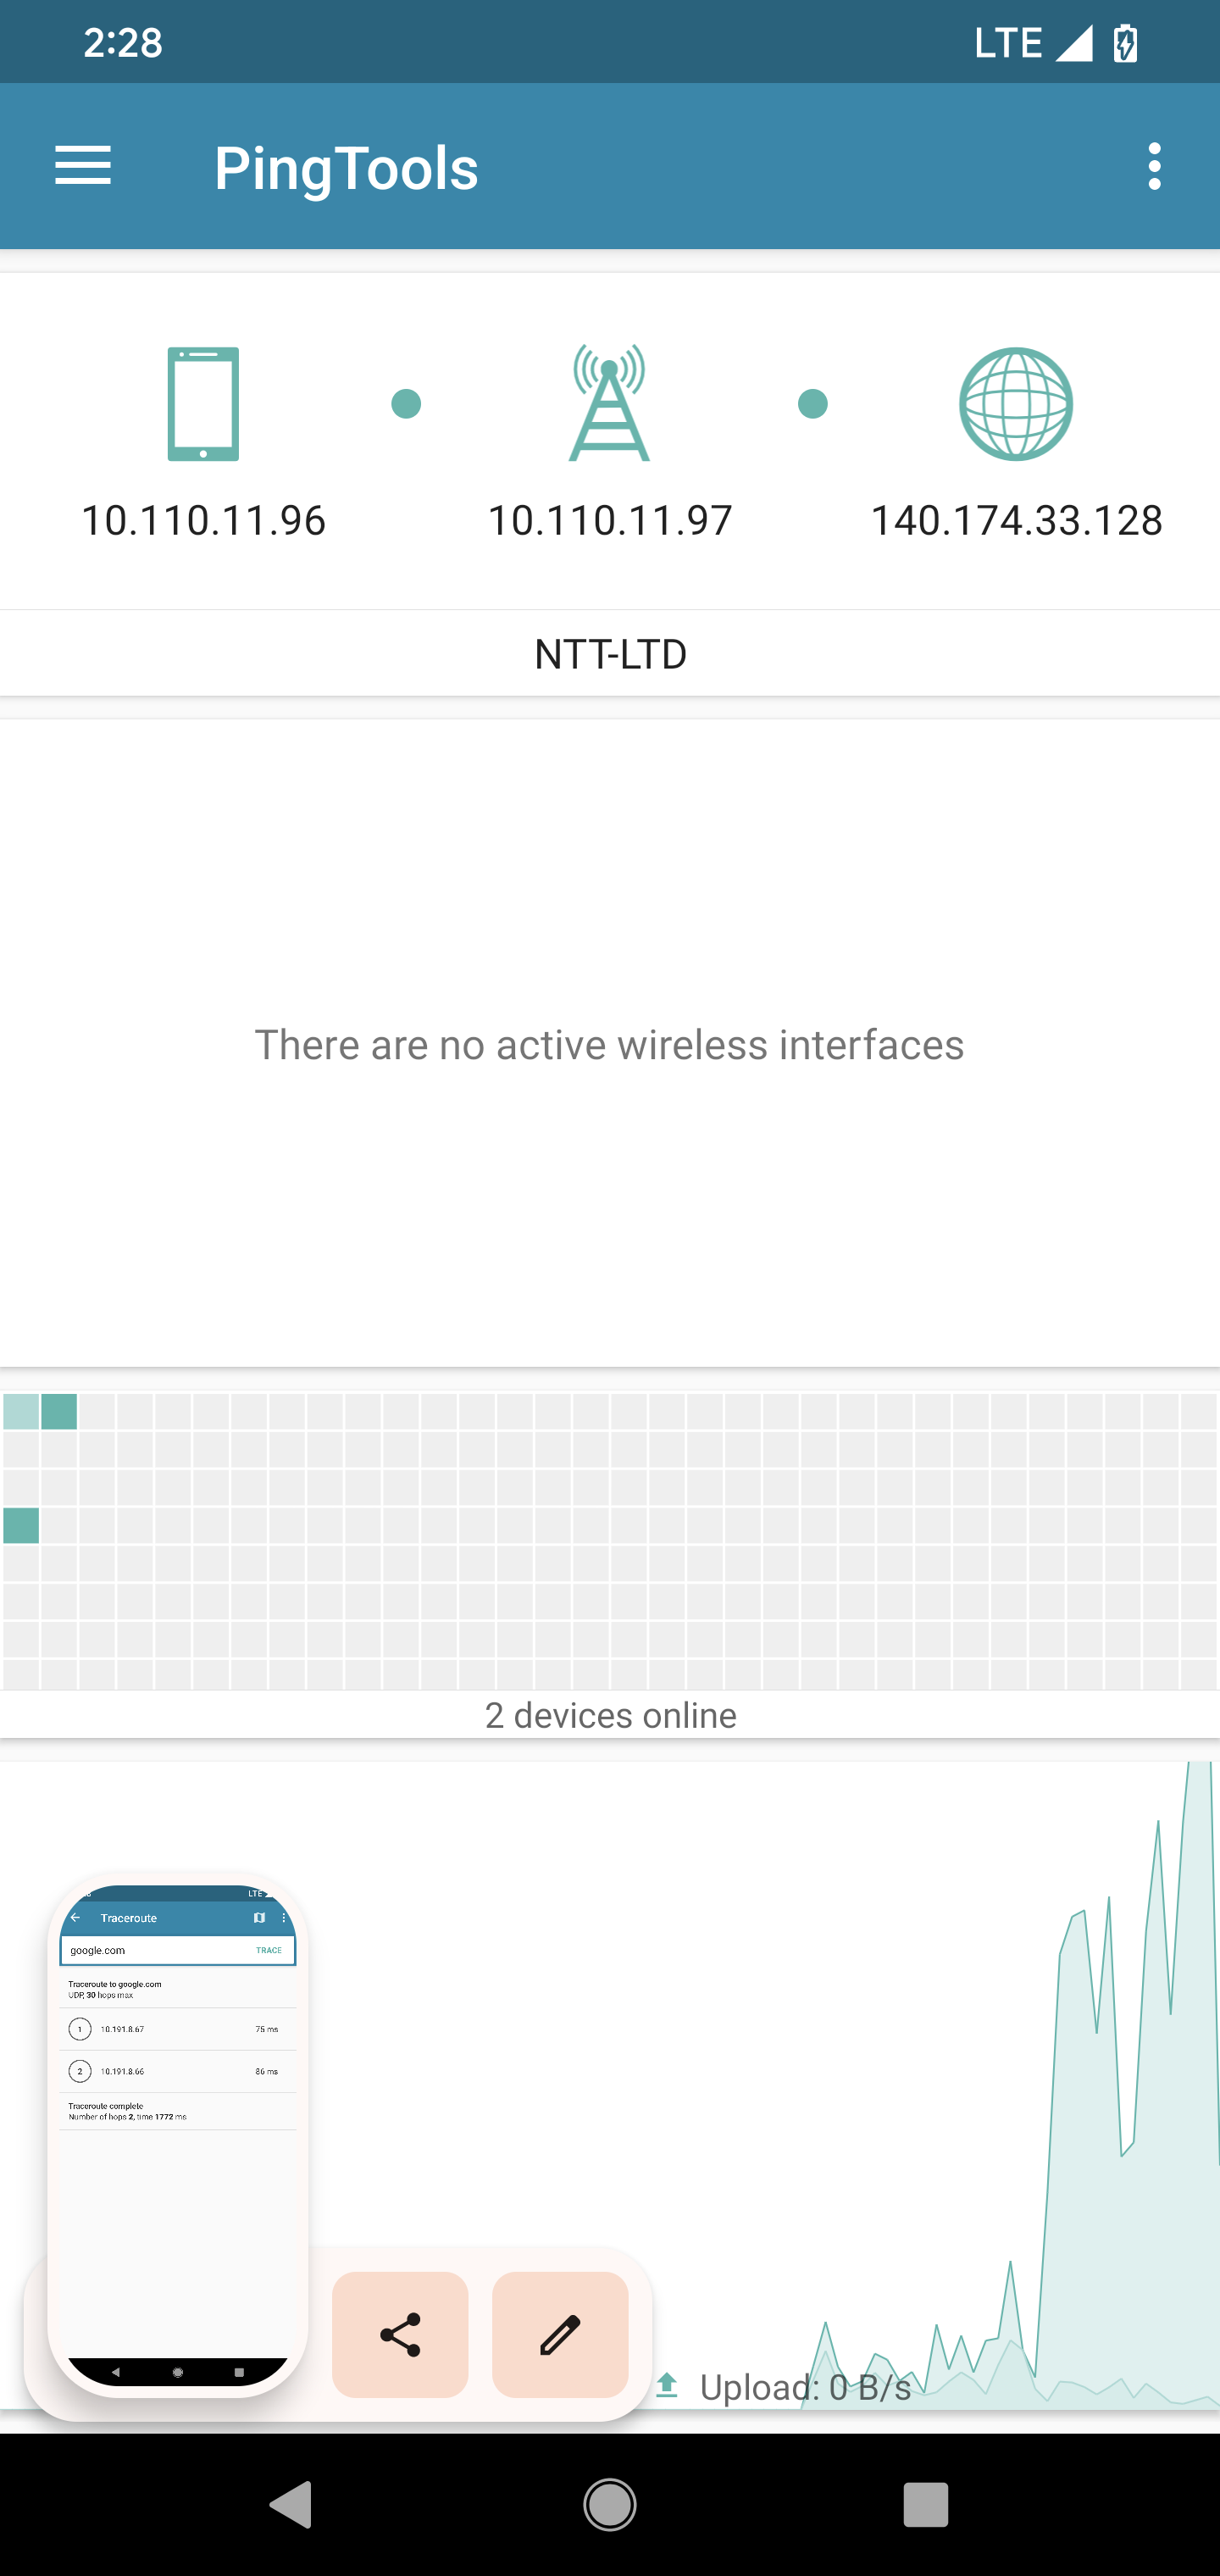 2:28
LTE
PingTools
10.110.11.96
10.110.11.97
140.174.33.128
NTT-LTD
There are no active wireless interfaces
2 devices online
LTE
Traceroute
google.com
TRACE
Traceroute to google.com
UDP, 30 hops max
1
10.191.8.67
75 ms
2
10.191.8.66
86 ms
Traceroute complete
Number of hops 2, time 1772 ms
Upload: 0 B/s